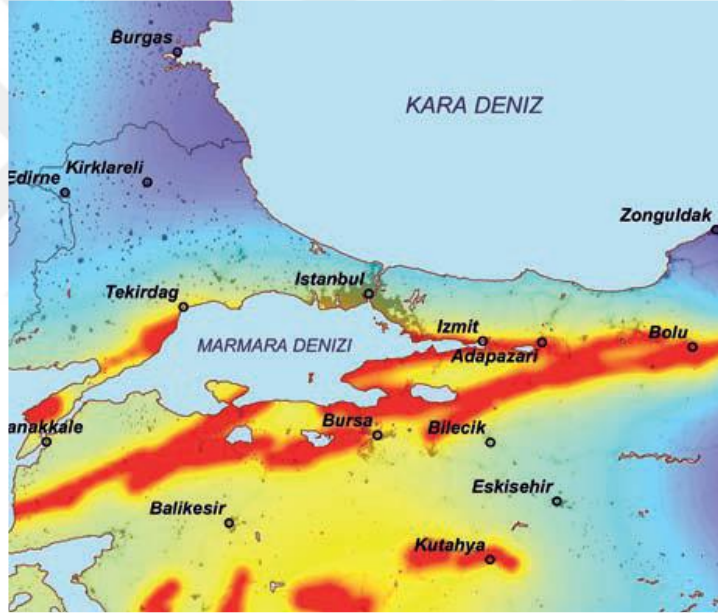 Burgas
KARA DENIZ
Kirklareli
Edirne
Zonguldak
Istanbul
Tekirdag
Izmit
Bolu
MARMARA DENIZI
Adapazari
anakkale
Bursa
Bilecik
Eskisehir
Balikesir
Kutahya